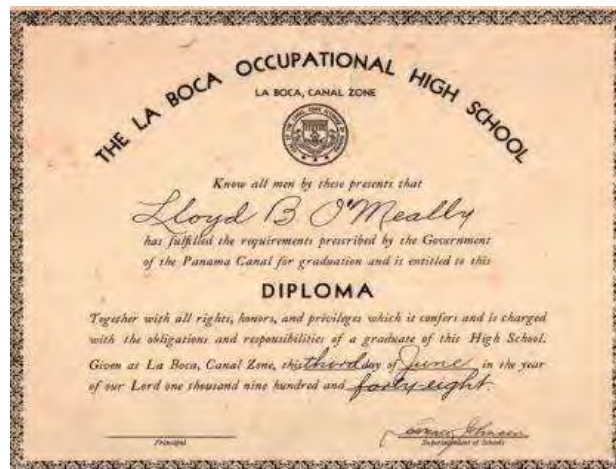 THE LA BOCA OCCUPATIONAL HIGH SCHOOL
LA BOCA, CANAL ZONE
Know all men by these presents that
Lloyd B O'Meally
has fulfilled the requirements prescribed by the Government
of the Panama Canal for graduation and is entitled to this
DIPLOMA
Together with all rights, honors, and privileges which it confers and is charged
with the obligations and responsibilities of a graduate of this High School.
Given at La Boca, Canal Zone, this third day of June in the year
of our Lord one thousand nine hundred and forty-eight.
Johnson
Principal
Superintendent of Schools